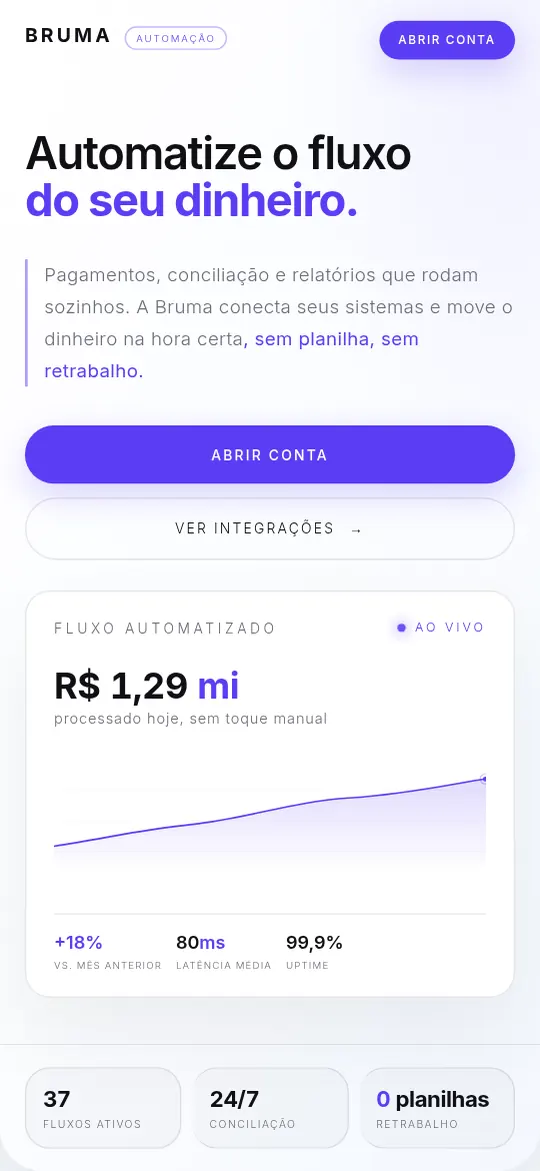 BRUMA
AUTOMAÇÃO
ABRIR CONTA
Automatize o fluxo
do seu dinheiro.
Pagamentos, conciliação e relatórios que rodam
sozinhos. A Bruma conecta seus sistemas e move o
dinheiro na hora certa, sem planilha, sem
retrabalho.
ABRIR CONTA
VER INTEGRAÇÕES →
FLUXO AUTOMATIZADO
AO VIVO
R$ 1,29 mi
processado hoje, sem toque manual
+18%
VS. MÊS ANTERIOR
80ms
LATÊNCIA MÉDIA
99,9%
UPTIME
37
FLUXOS ATIVOS
24/7
CONCILIAÇÃO
0 planilhas
RETRABALHO